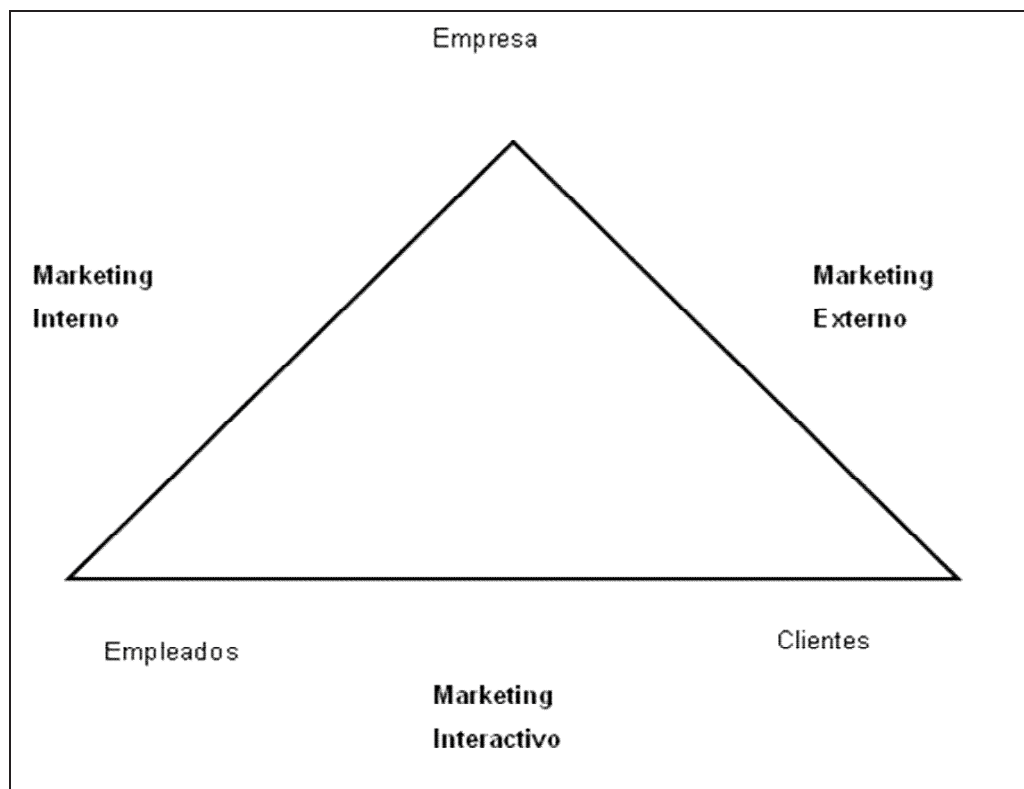 Empresa
Marketing
Interno
Marketing
Externo
Empleados
Clientes
Marketing
Interactivo